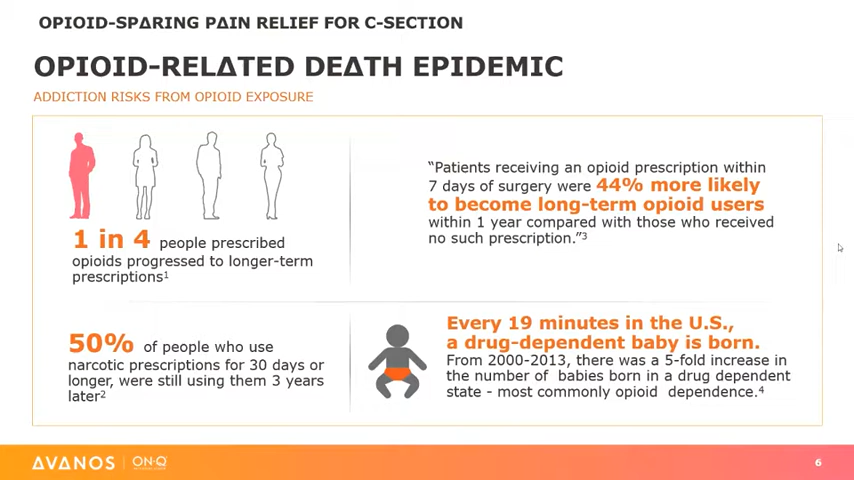 OPIOID-SPΔRING PΔIN RELIEF FOR C-SECTION
OPIOID-RELΔTED DEΔTH EPIDEMIC
ADDICTION RISKS FROM OPIOID EXPOSURE
1 in 4 people prescribed
opioids progressed to longer-term
prescriptions¹
“Patients receiving an opioid prescription within
7 days of surgery were 44% more likely
to become long-term opioid users
within 1 year compared with those who received
no such prescription.”³
50% of people who use
narcotic prescriptions for 30 days or
longer, were still using them 3 years
later²
Every 19 minutes in the U.S.,
a drug-dependent baby is born.
From 2000-2013, there was a 5-fold increase in
the number of babies born in a drug dependent
state - most commonly opioid dependence.⁴
ΔVΔNOS | ON-Q
6